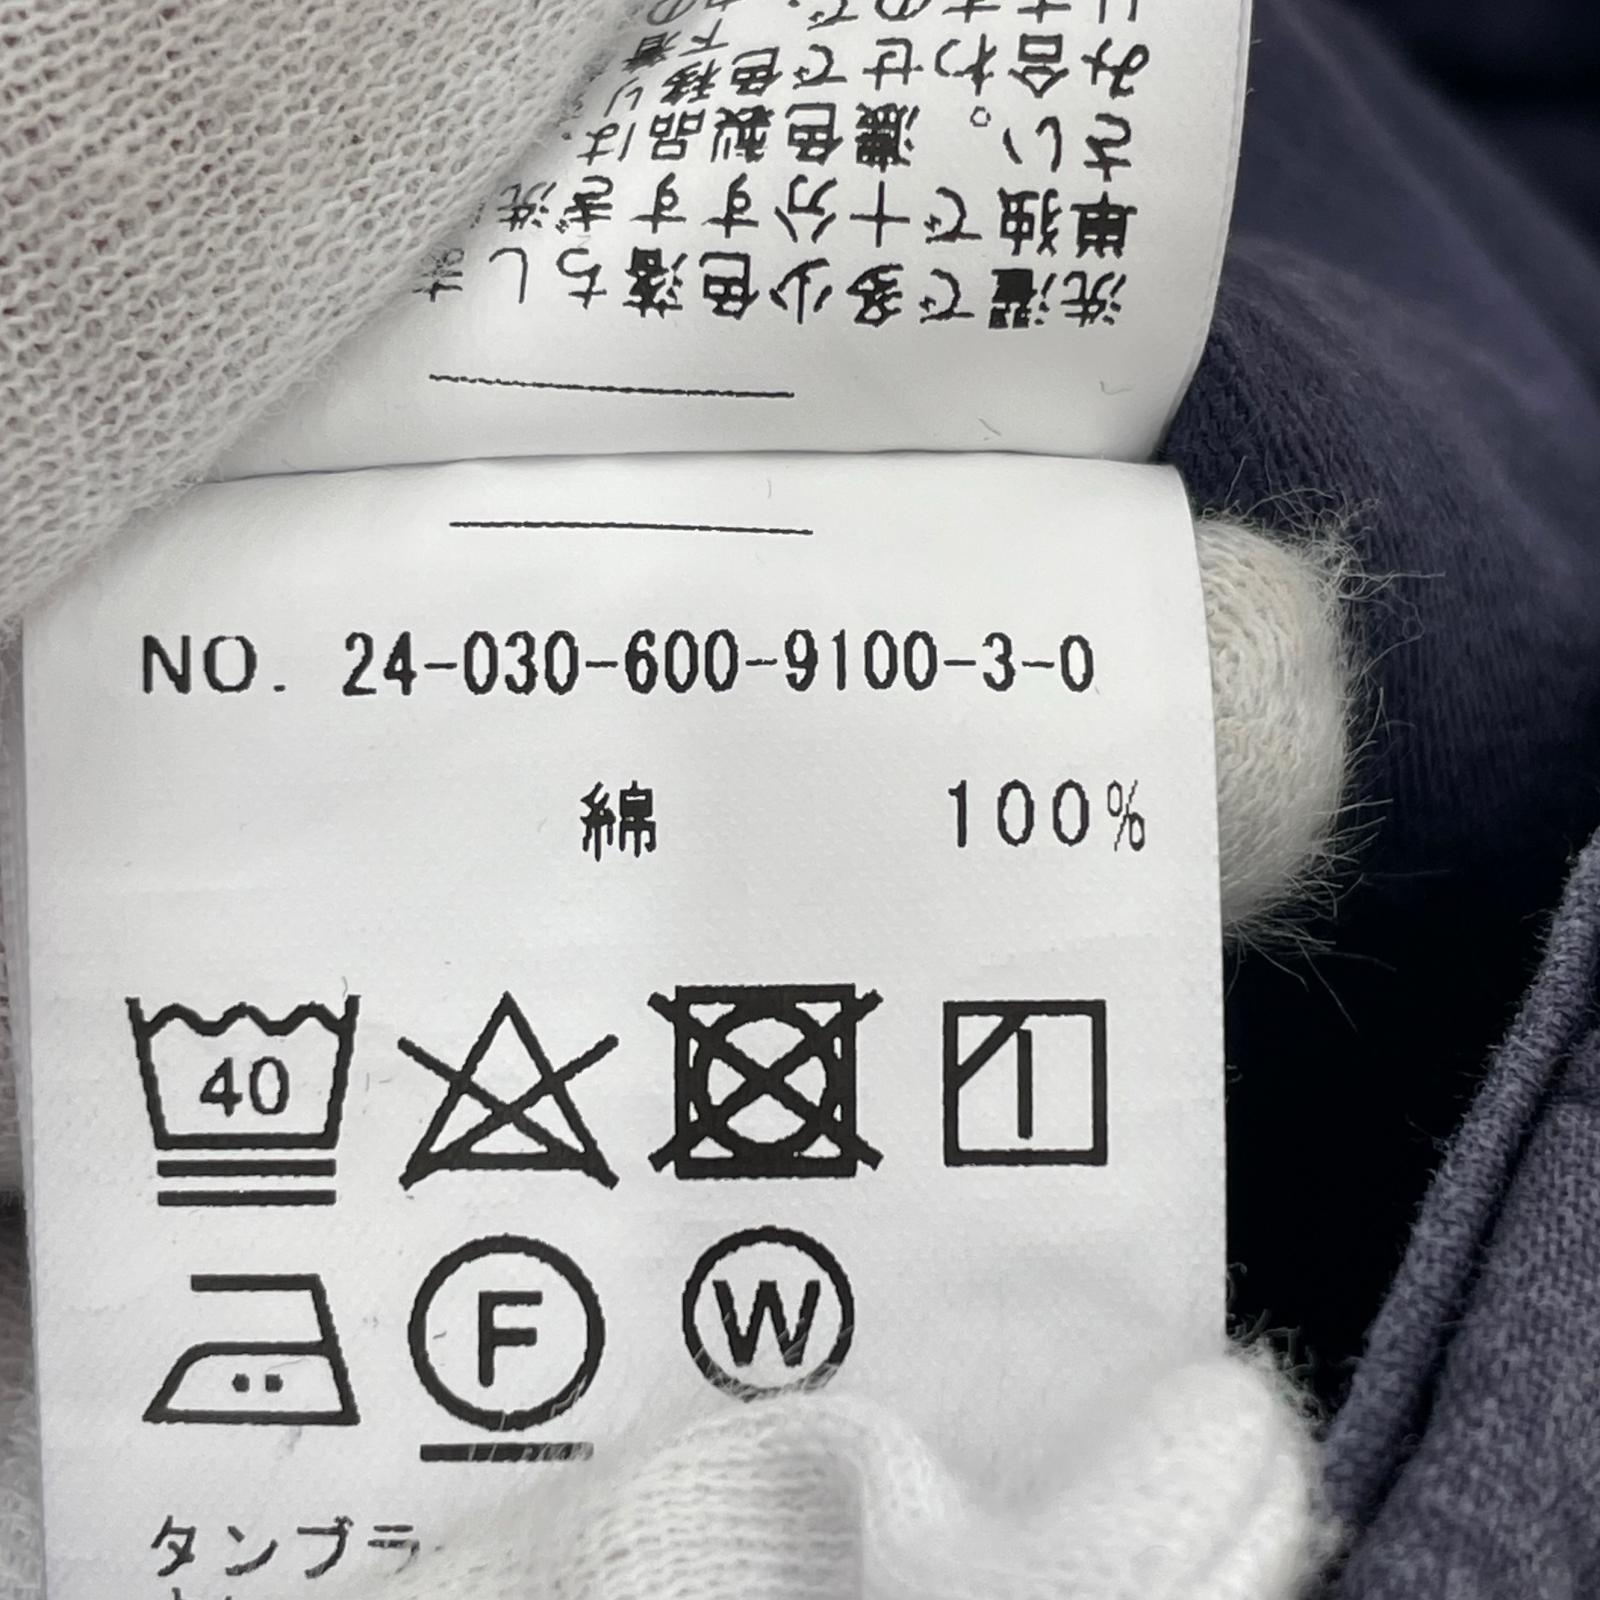 洗濯で多少色落ちしま
単独で十分すすぎ洗
さい。濃色製品は、
み合わせで色移り
NO. 24-030-600-9100-3-0
綿 100%
40
F W
タンブラ